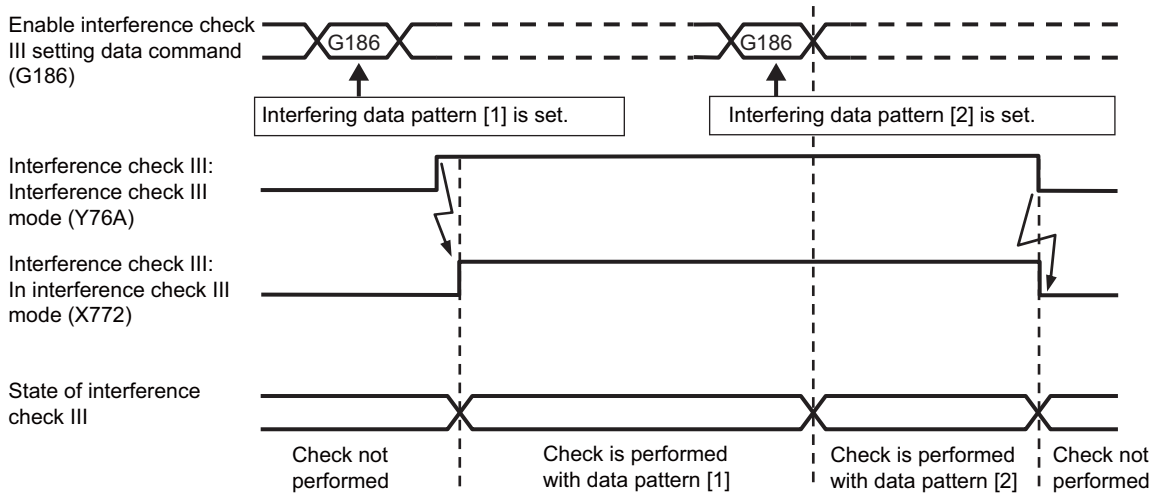 Enable interference check
III setting data command
(G186)
G186
G186
Interfering data pattern [1] is set.
Interfering data pattern [2] is set.
Interference check III:
Interference check III
mode (Y76A)
Interference check III:
In interference check III
mode (X772)
State of interference
check III
Check not
performed
Check is performed
with data pattern [1]
Check is performed
with data pattern [2]
Check not
performed